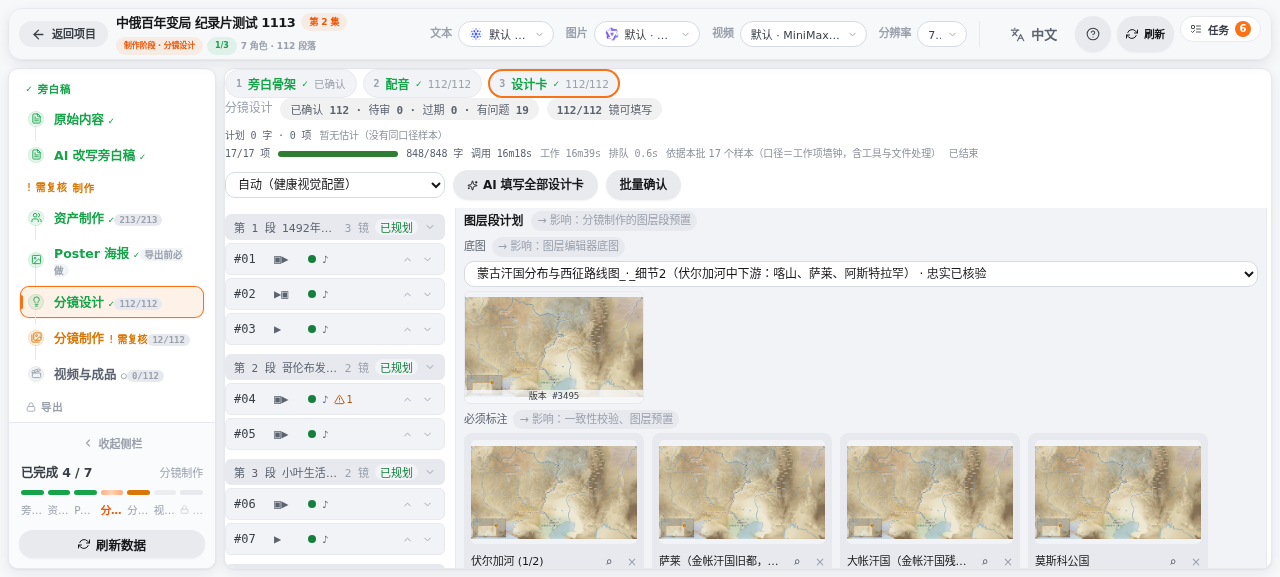 返回项目
中俄百年变局 纪录片测试 1113 第 2 集
制作阶段 · 分镜设计 1/3 7 角色 · 112 段落
文本 默认 ... 图片 默认 · ... 视频 默认 · MiniMax... 分辨率 7..
中文 刷新 任务 6
✓ 旁白稿
原始内容 ✓
AI 改写旁白稿 ✓
! 需复核 制作
资产制作 ✓ 213/213
Poster 海报 ✓ 导出前必做
分镜设计 ✓ 112/112
分镜制作 ! 需复核 12/112
视频与成品 ○ 0/112
导出
收起侧栏
已完成 4 / 7 分镜制作
旁... 资... P... 分... 分... 视... ...
刷新数据
1 旁白骨架 ✓ 已确认 2 配音 ✓ 112/112 3 设计卡 ✓ 112/112
分镜设计 已确认 112 · 待审 0 · 过期 0 · 有问题 19 112/112 镜可填写
计划 0 字 · 0 项 暂无估计（没有同口径样本）
17/17 项 848/848 字 调用 16m18s 工作 16m39s 排队 0.6s 依据本批 17 个样本（口径=工作项墙钟，含工具与文件处理） 已结束
自动（健康视觉配置） AI 填写全部设计卡 批量确认
第 1 段 1492年... 3 镜 已规划
#01
#02
#03
第 2 段 哥伦布发... 2 镜 已规划
#04 1
#05
第 3 段 小叶生活... 2 镜 已规划
#06
#07
图层段计划 → 影响：分镜制作的图层段预置
底图 → 影响：图层编辑器底图
蒙古汗国分布与西征路线图_·_细节2（伏尔加河中下游：喀山、萨莱、阿斯特拉罕） · 忠实已核验
版本 #3495
必须标注 → 影响：一致性校验、图层预置
伏尔加河 (1/2)
萨莱（金帐汗国旧都，...
大帐汗国（金帐汗国残...
莫斯科公国